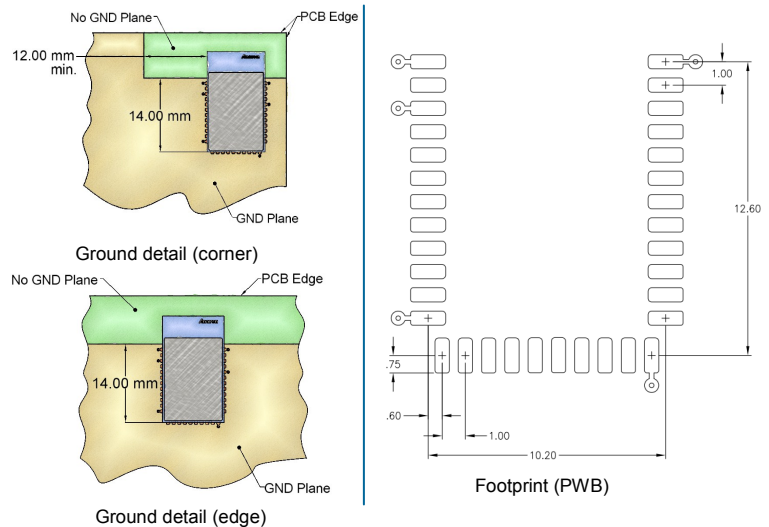 No GND Plane
PCB Edge
12.00 mm
min.
14.00 mm
GND Plane
Ground detail (corner)
No GND Plane
PCB Edge
14.00 mm
GND Plane
Ground detail (edge)
1.00
12.60
.75
.60
1.00
10.20
Footprint (PWB)